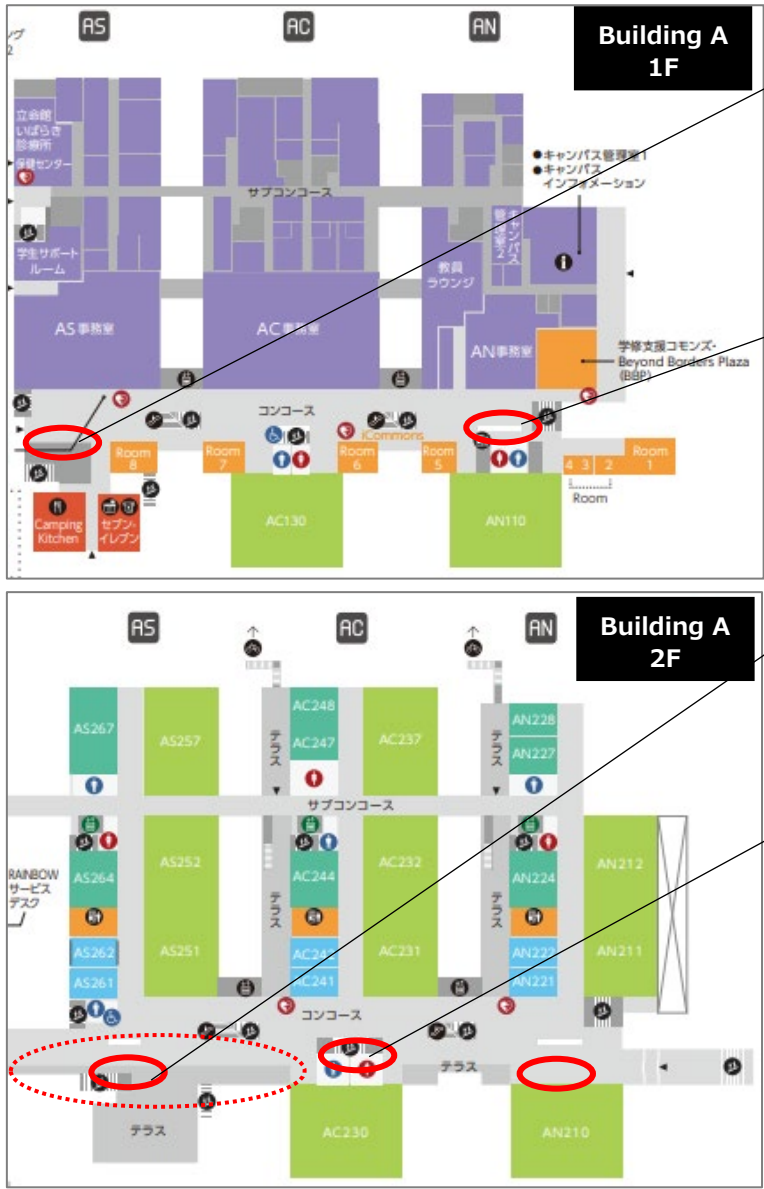 AS
AC
AN
Building A
1F
立命館
いばらき
診療所
保健センター
●キャンパス管理室1
●キャンパス
インフォメーション
サブコンコース
キャンパス
管理室2
学生サポート
ルーム
教員
ラウンジ
AS事務室
AC事務室
AN事務室
学修支援コモンズ・
Beyond Borders Plaza
(BBP)
コンコース
iCommons
Room
8
Room
7
Room
6
Room
5
4 3 2
Room
1
Room
Camping
Kitchen
セブン-
イレブン
AC130
AN110
AS
AC
AN
Building A
2F
AS267
AS257
テラス
AC248
AC247
AC237
テラス
AN228
AN227
サブコンコース
RAINBOW
サービス
デスク
AS264
AS252
AC244
AC232
AN224
AN212
テラス
テラス
AS262
AS261
AS251
AC242
AC241
AC231
AN222
AN221
AN211
コンコース
テラス
テラス
AC230
AN210